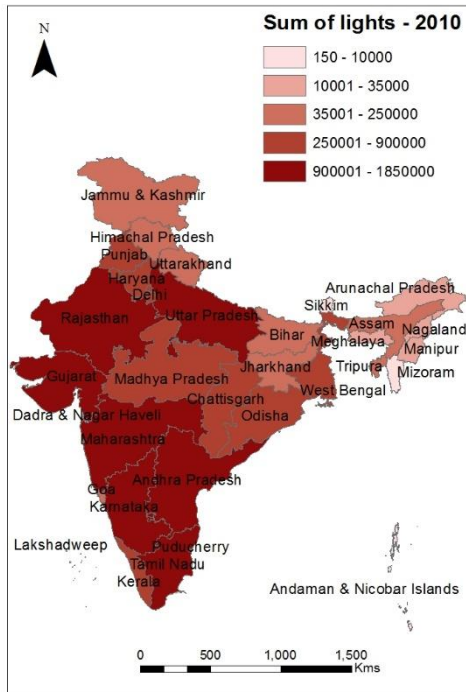 N
Sum of lights - 2010
150 - 10000
10001 - 35000
35001 - 250000
250001 - 900000
900001 - 1850000
Jammu & Kashmir
Himachal Pradesh
Punjab
Uttarakhand
Haryana
Delhi
Arunachal Pradesh
Sikkim
Rajasthan
Uttar Pradesh
Assam
Nagaland
Bihar
Meghalaya
Manipur
Gujarat
Madhya Pradesh
Jharkhand
Tripura
Mizoram
West Bengal
Chattisgarh
Dadra & Nagar Haveli
Odisha
Maharashtra
Andhra Pradesh
Goa
Karnataka
Lakshadweep
Puducherry
Tamil Nadu
Kerala
Andaman & Nicobar Islands
0 500 1,000 1,500
Kms